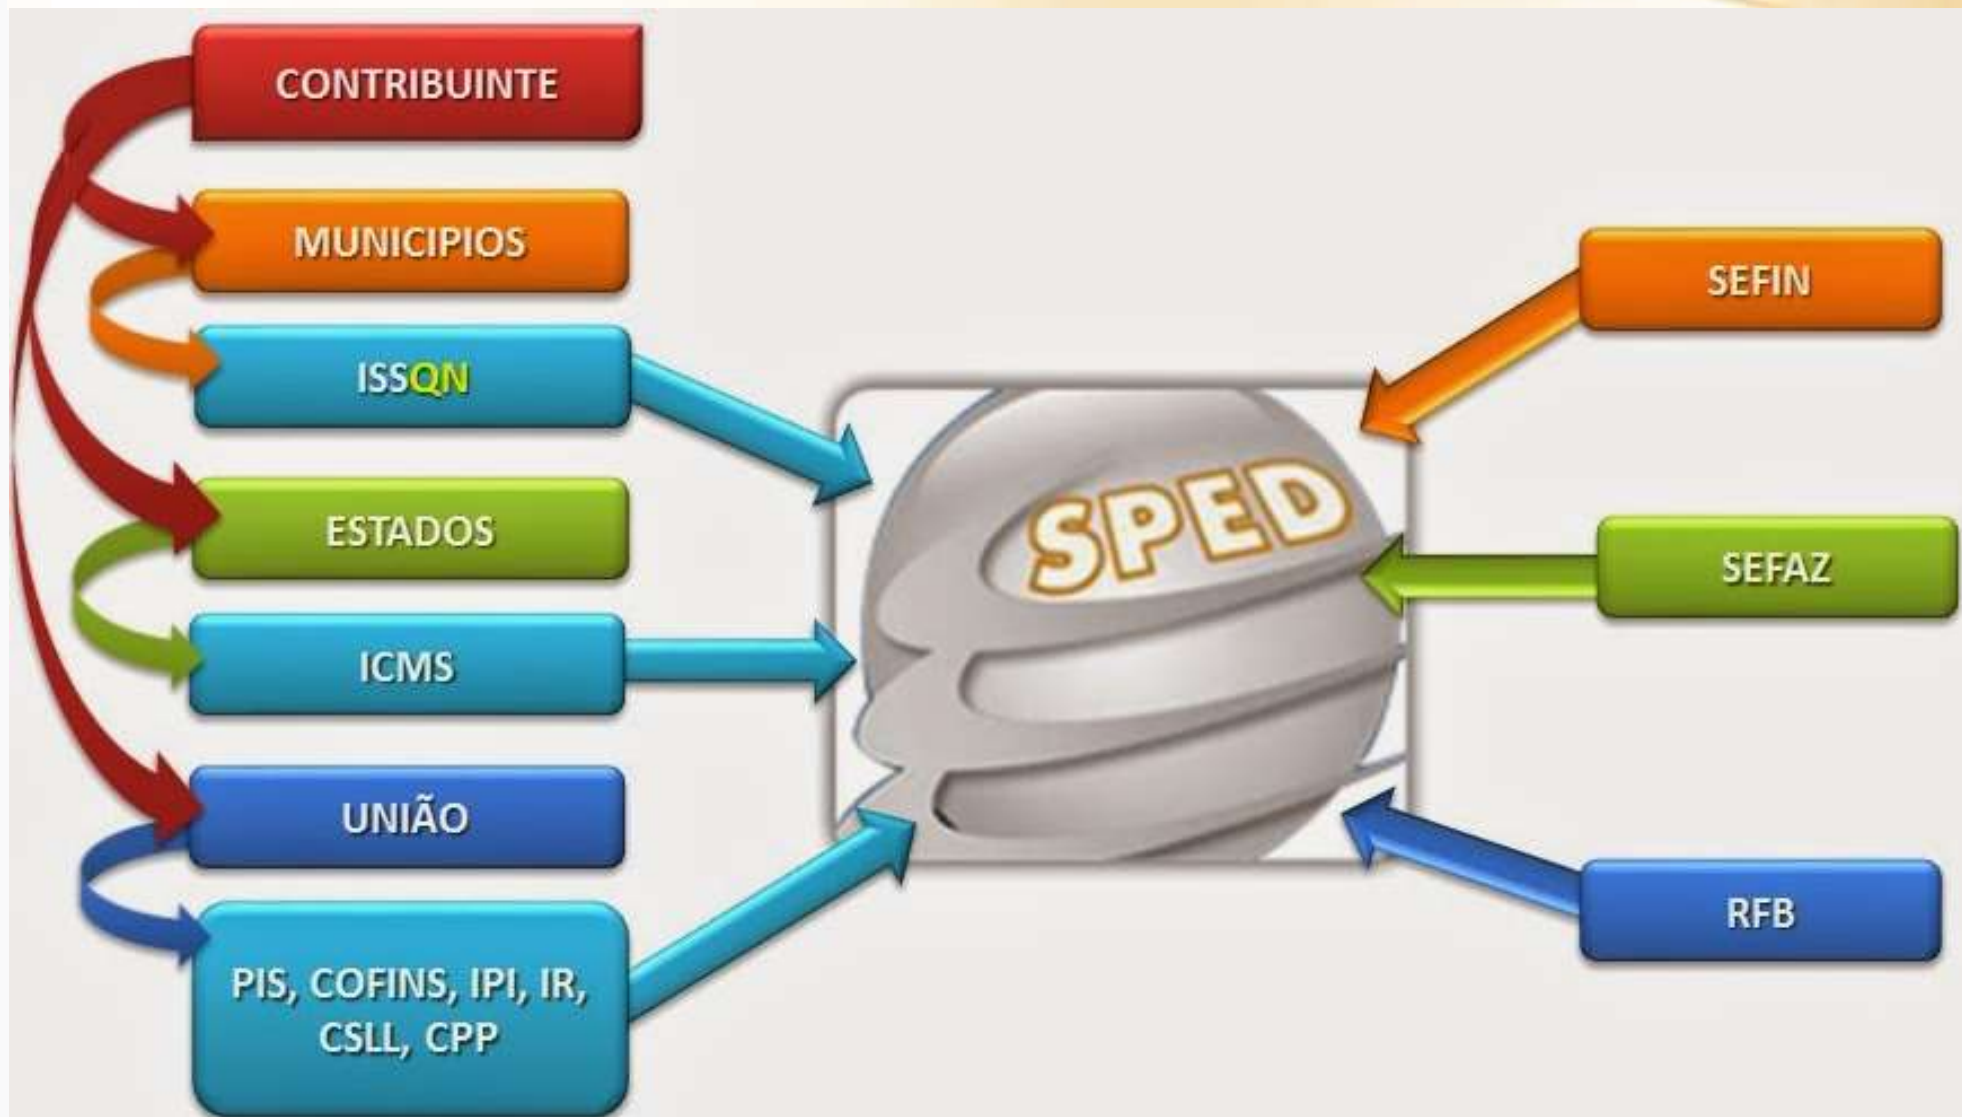 CONTRIBUINTE
MUNICIPIOS
ISSQN
ESTADOS
ICMS
UNIÃO
PIS, COFINS, IPI, IR,
CSLL, CPP
SPED
SEFIN
SEFAZ
RFB